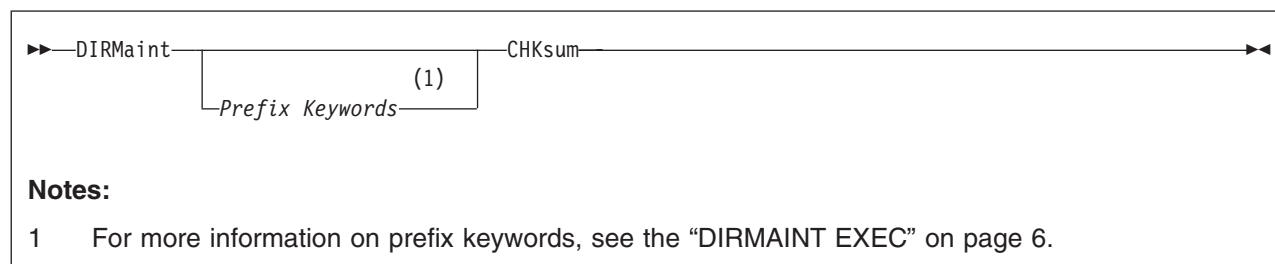 ►►—DIRMaint—CHKsum—►◄
(1)
Prefix Keywords
Notes:
1 For more information on prefix keywords, see the “DIRMAINT EXEC” on page 6.